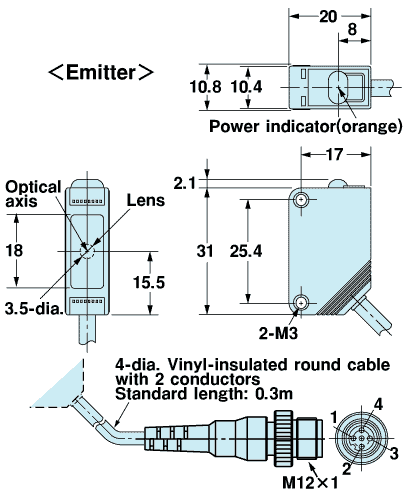 20
8
<Emitter>
10.8
10.4
Power indicator(orange)
17
2.1
Optical
axis
Lens
18
31
25.4
15.5
3.5-dia.
2-M3
4-dia. Vinyl-insulated round cable
with 2 conductors
Standard length: 0.3m
1
4
2
3
M12×1